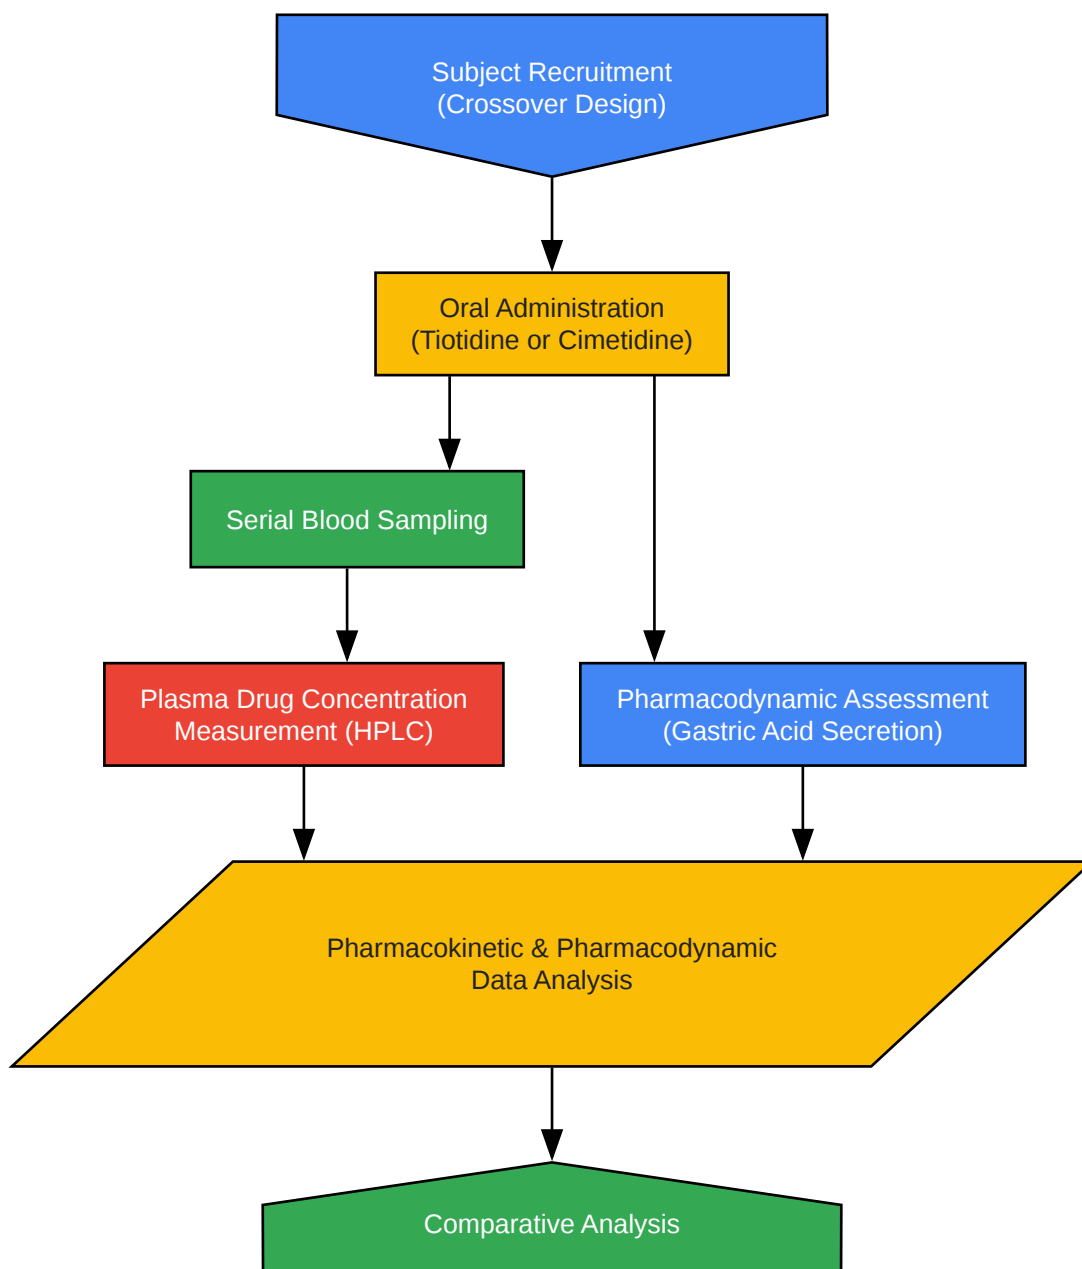 Subject Recruitment
(Crossover Design)
Oral Administration
(Tiotidine or Cimetidine)
Serial Blood Sampling
Plasma Drug Concentration
Measurement (HPLC)
Pharmacodynamic Assessment
(Gastric Acid Secretion)
Pharmacokinetic & Pharmacodynamic
Data Analysis
Comparative Analysis